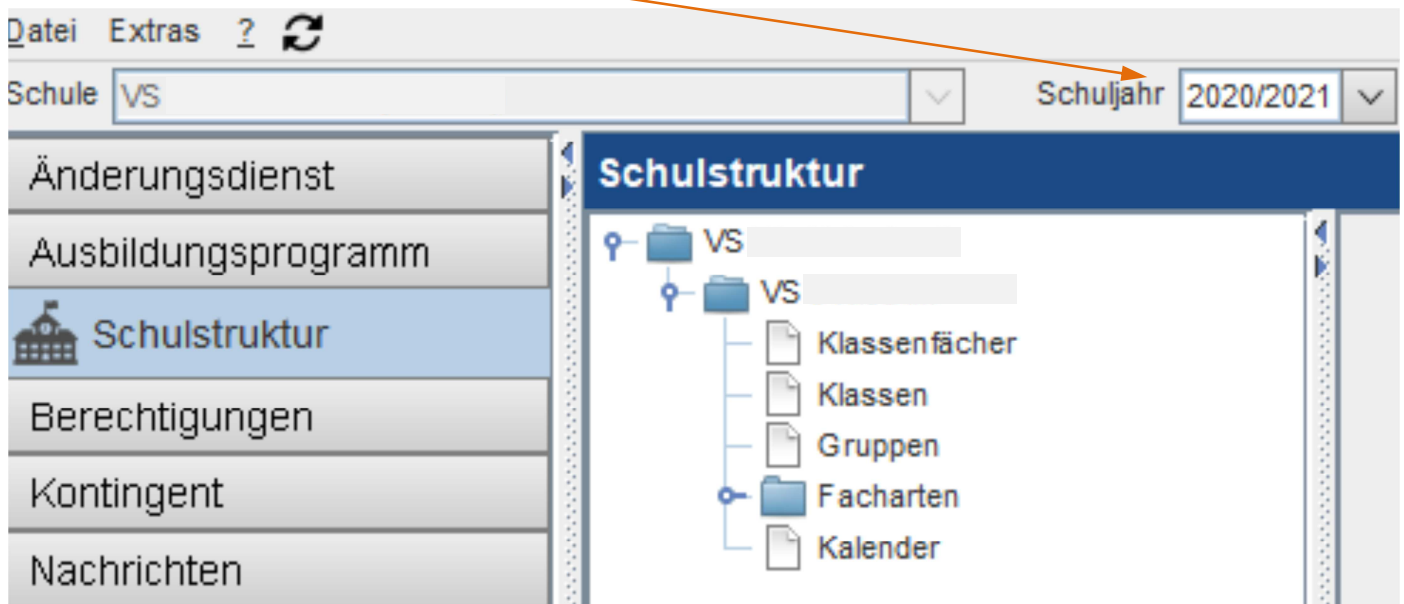 Datei Extras ?
Schule VS Schuljahr 2020/2021
Änderungsdienst
Ausbildungsprogramm
Schulstruktur
Berechtigungen
Kontingent
Nachrichten
Schulstruktur
VS
VS
Klassenfächer
Klassen
Gruppen
Facharten
Kalender